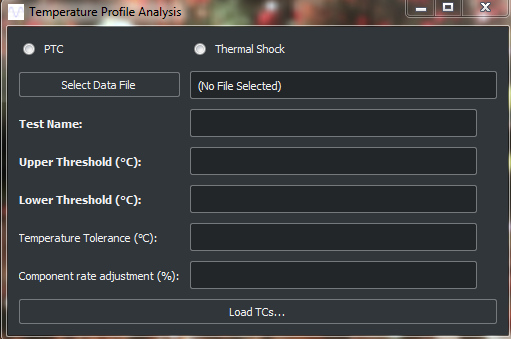 Temperature Profile Analysis
PTC Thermal Shock
Select Data File (No File Selected)
Test Name:
Upper Threshold (°C):
Lower Threshold (°C):
Temperature Tolerance (°C):
Component rate adjustment (%):
Load TCs...